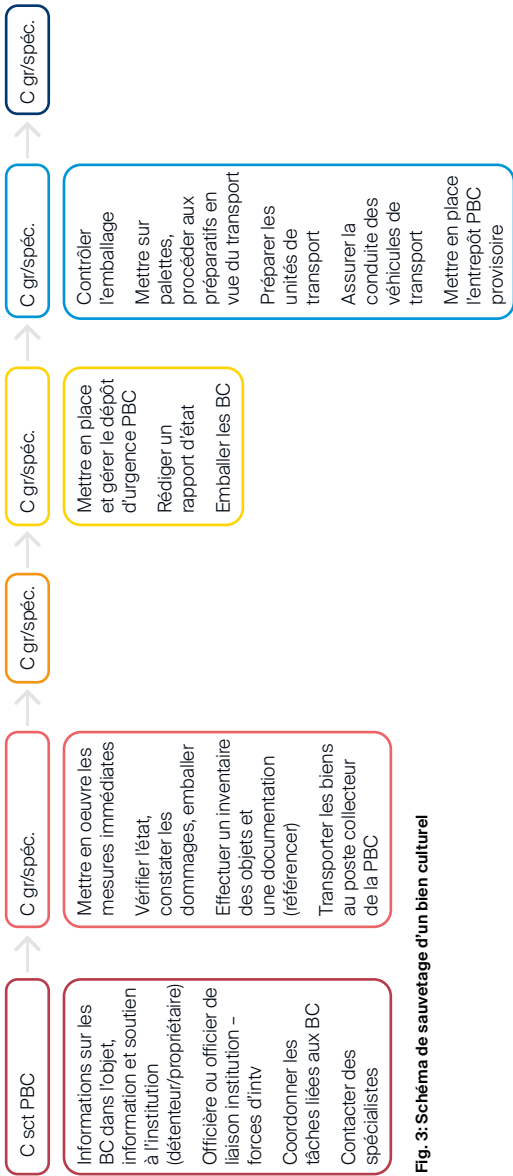 C sct PBC
Informations sur les
BC dans l'objet,
information et soutien
à l'institution
(détenteur/propriétaire)
Officière ou officier de
liaison institution –
forces d'intv
Coordonner les
tâches liées aux BC
Contacter des
spécialistes
C gr/spéc.
Mettre en oeuvre les
mesures immédiates
Vérifier l'état,
constater les
dommages, emballer
Effectuer un inventaire
des objets et
une documentation
(référencer)
Transporter les biens
au poste collecteur
de la PBC
C gr/spéc.
C gr/spéc.
Mettre en place
et gérer le dépôt
d'urgence PBC
Rédiger un
rapport d'état
Emballer les BC
C gr/spéc.
Contrôler
l'emballage
Mettre sur
palettes,
procéder aux
préparatifs en
vue du transport
Préparer les
unités de
transport
Assurer la
conduite des
véhicules de
transport
Mettre en place
l'entrepôt PBC
provisoire
C gr/spéc.
Fig. 3: Schéma de sauvetage d'un bien culturel